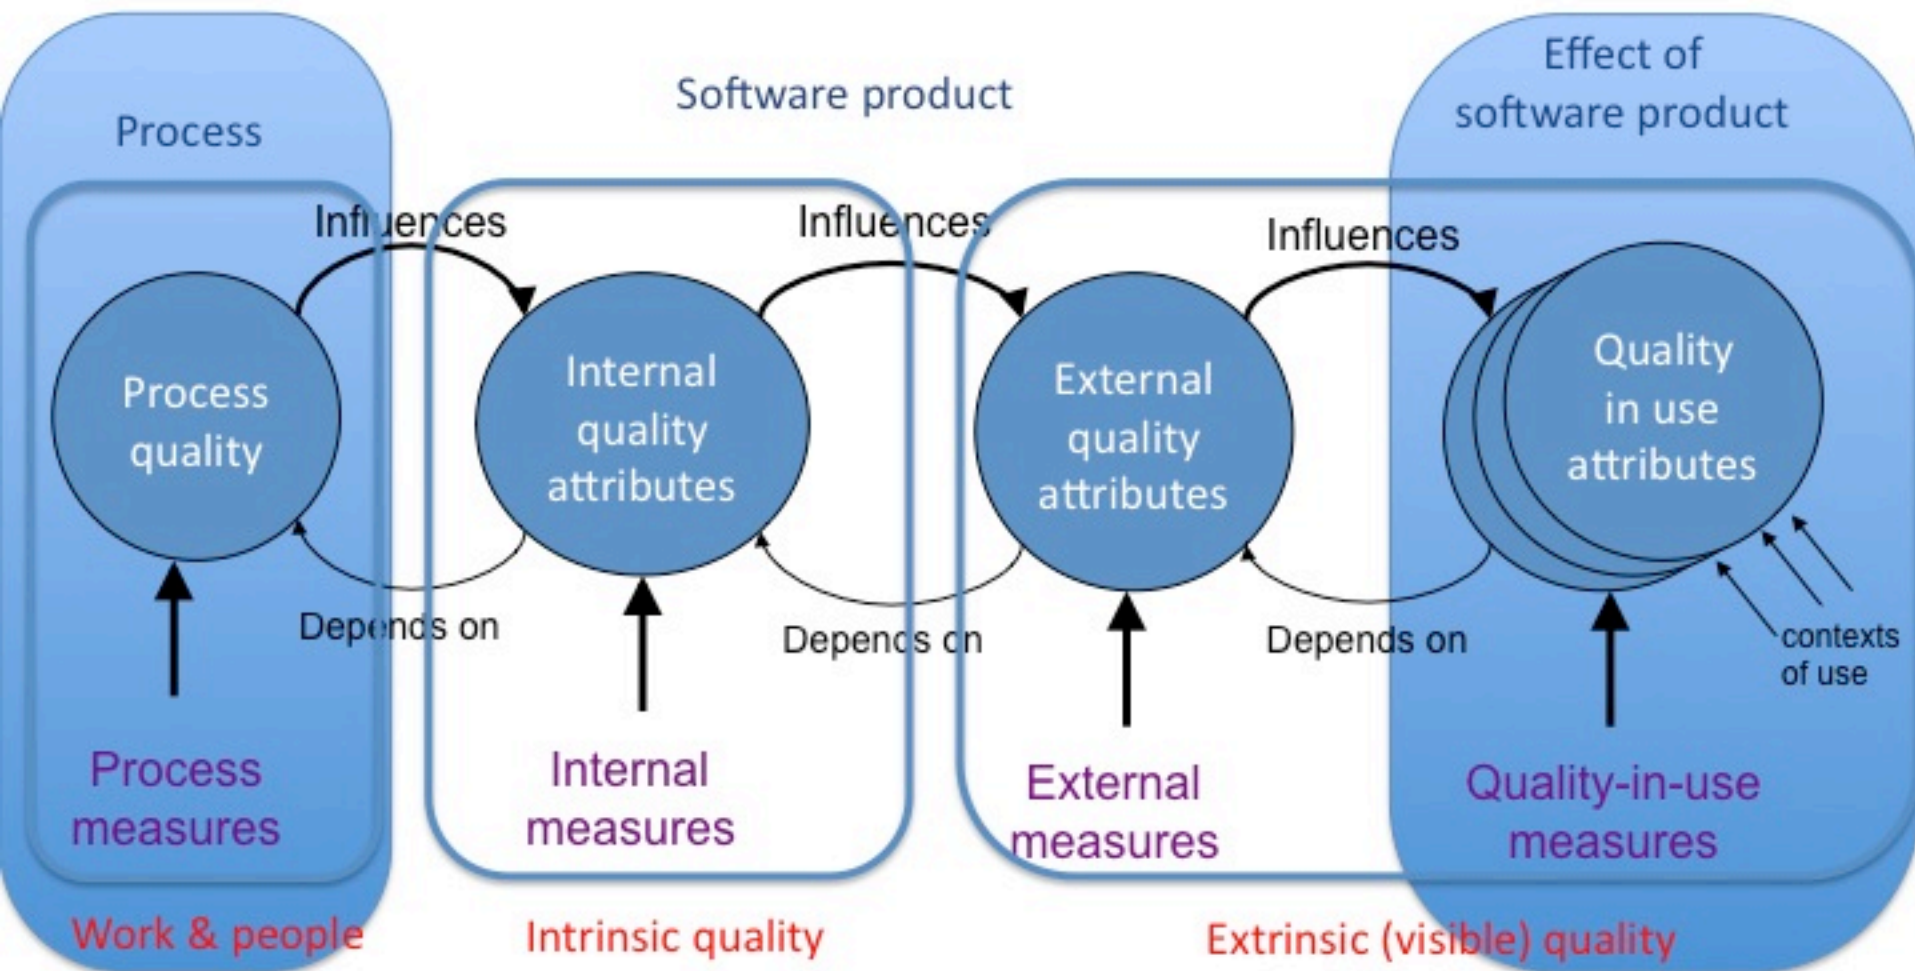 Process
Software product
Effect of
software product
Influences
Influences
Influences
Process
quality
Internal
quality
attributes
External
quality
attributes
Quality
in use
attributes
Depends on
Depends on
Depends on
contexts
of use
Process
measures
Internal
measures
External
measures
Quality-in-use
measures
Work & people
Intrinsic quality
Extrinsic (visible) quality